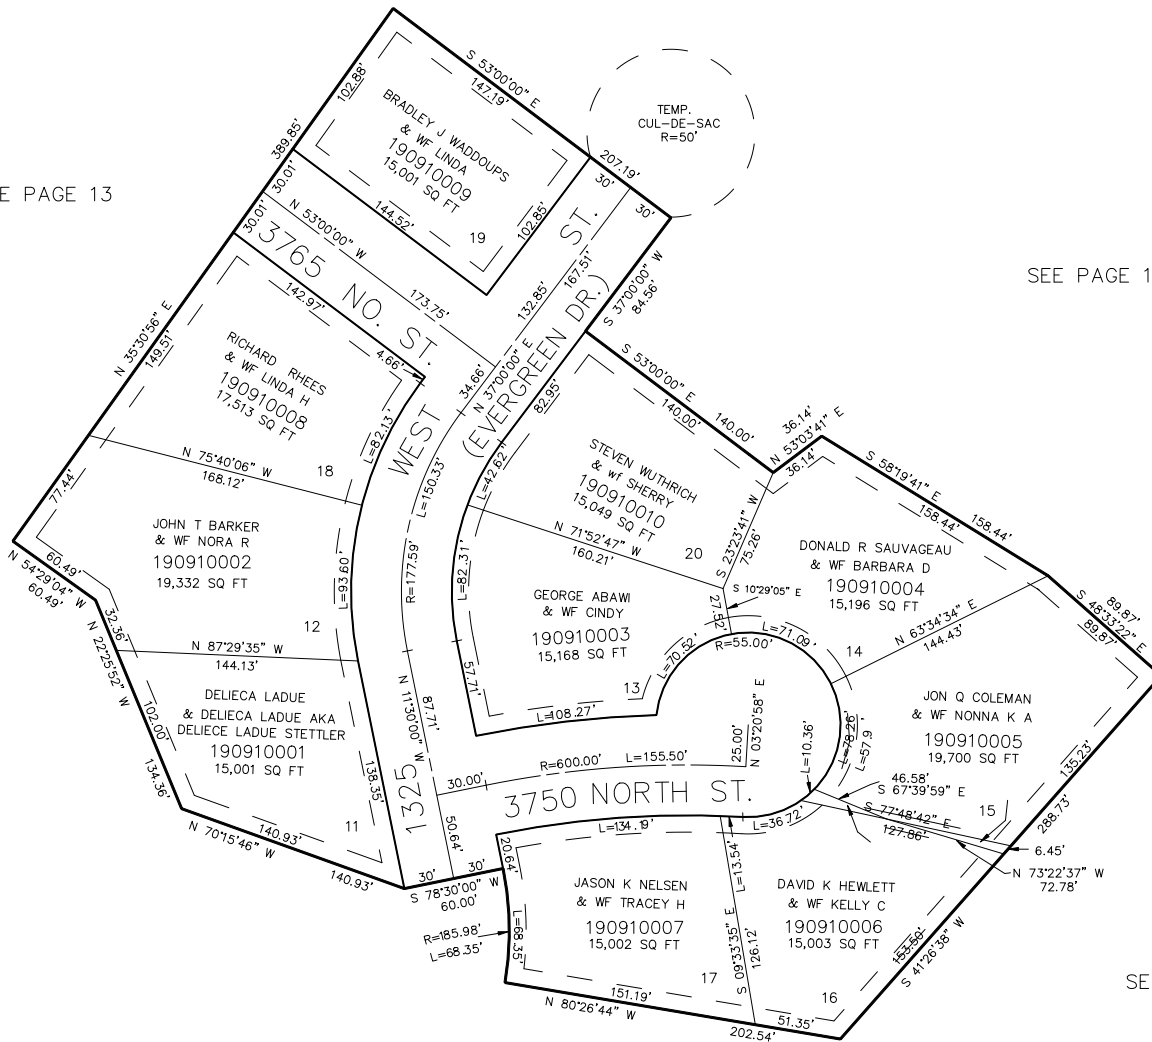 E PAGE 13
SEE PAGE 1
SE
TEMP.
CUL-DE-SAC
R=50'
S 53°00'00" E
147.19'
207.19'
30'
30'
102.88'
389.85'
30.01'
30.01'
BRADLEY J WADDOUPS
& WF LINDA
190910009
15,001 SQ FT
19
144.52'
102.85'
N 53°00'00" W
173.75'
3765 NO. ST.
142.97'
4.66'
N 35°30'56" E
149.51'
RICHARD RHEES
& WF LINDA H
190910008
17,513 SQ FT
18
L=82.13'
N 75°40'06" W
168.12'
77.44'
WEST ST.
(EVERGREEN DR.)
132.85'
167.51'
N 37°00'00" E
34.66'
82.95'
S 37°00'00" W
84.56'
L=42.62'
L=150.33'
R=177.59'
S 53°00'00" E
140.00'
140.00'
36.14'
N 53°03'41" E
36.14'
STEVEN WUTHRICH
& wf SHERRY
190910010
15,049 SQ FT
20
N 71°52'47" W
160.21'
S 23°23'41" W
75.26'
S 58°19'41" E
158.44'
158.44'
JOHN T BARKER
& WF NORA R
190910002
19,332 SQ FT
12
60.49'
N 54°29'04" W
60.49'
32.36'
L=93.60'
N 87°29'35" W
144.13'
N 22°25'52" W
102.00'
134.36'
DELIECA LADUE
& DELIECA LADUE AKA
DELIECE LADUE STETTLER
190910001
15,001 SQ FT
11
138.35'
140.93'
N 70°15'46" W
140.93'
L=82.31'
57.71'
GEORGE ABAWI
& WF CINDY
190910003
15,168 SQ FT
13
L=108.27'
S 10°29'05" E
27.52'
L=70.52'
L=71.09'
R=55.00'
DONALD R SAUVAGEAU
& WF BARBARA D
190910004
15,196 SQ FT
14
N 63°34'34" E
144.43'
S 48°33'22" E
89.87'
89.87'
JON Q COLEMAN
& WF NONNA K A
190910005
19,700 SQ FT
15
135.23'
288.73'
L=78.26'
L=57.9'
L=10.36'
25.00'
N 03°20'58" E
46.58'
S 67°39'59" E
S 77°48'42" E
127.86'
6.45'
N 73°22'37" W
72.78'
N 11°30'00" W
87.71'
50.64'
1325
30.00'
R=600.00'
L=155.50'
3750 NORTH ST.
L=134.19'
L=36.72'
L=13.54'
20.64'
30'
30'
S 78°30'00" W
60.00'
R=185.98'
L=68.35'
L=68.35'
JASON K NELSEN
& WF TRACEY H
190910007
15,002 SQ FT
17
S 09°33'35" E
126.12'
DAVID K HEWLETT
& WF KELLY C
190910006
15,003 SQ FT
16
153.50'
S 41°26'38" W
151.19'
N 80°26'44" W
51.35'
202.54'